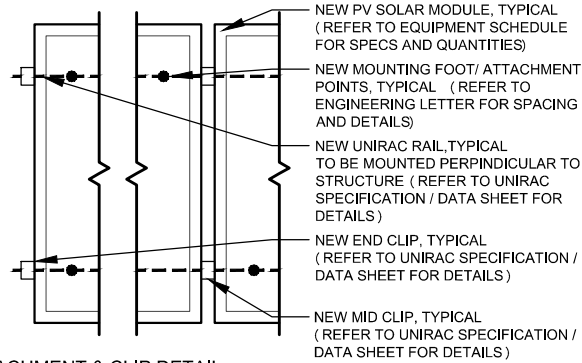 NEW PV SOLAR MODULE, TYPICAL
( REFER TO EQUIPMENT SCHEDULE
FOR SPECS AND QUANTITIES)
NEW MOUNTING FOOT/ ATTACHMENT
POINTS, TYPICAL ( REFER TO
ENGINEERING LETTER FOR SPACING
AND DETAILS)
NEW UNIRAC RAIL,TYPICAL
TO BE MOUNTED PERPINDICULAR TO
STRUCTURE ( REFER TO UNIRAC
SPECIFICATION / DATA SHEET FOR
DETAILS )
NEW END CLIP, TYPICAL
( REFER TO UNIRAC SPECIFICATION /
DATA SHEET FOR DETAILS )
NEW MID CLIP, TYPICAL
( REFER TO UNIRAC SPECIFICATION /
DATA SHEET FOR DETAILS )